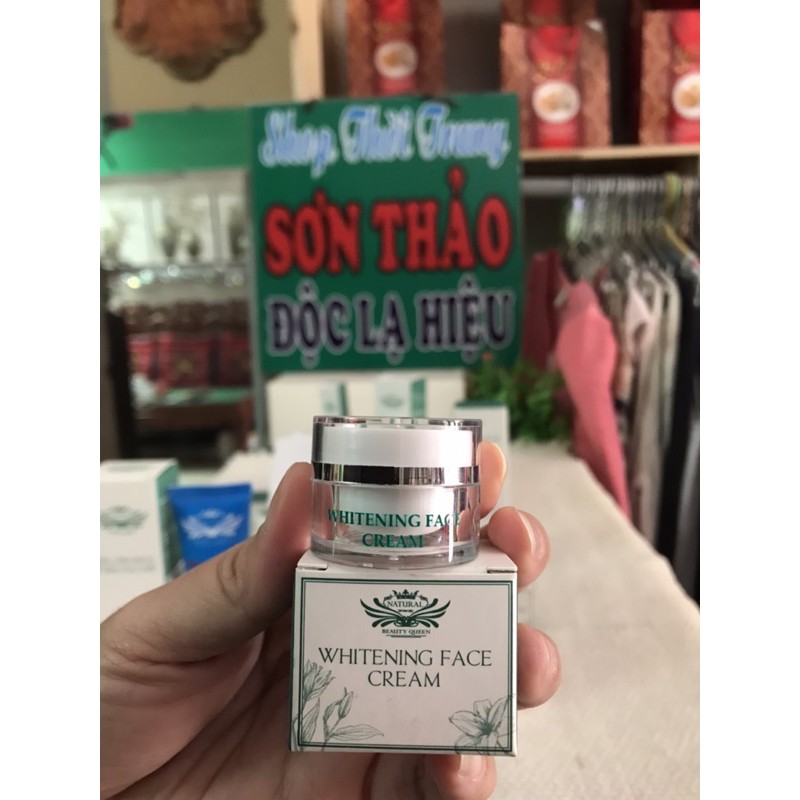 Shop Thời Trang
SƠN THẢO
ĐỘC LẠ HIỆU
WHITENING FACE
CREAM
NATURAL
BEAUTY QUEEN
WHITENING FACE
CREAM